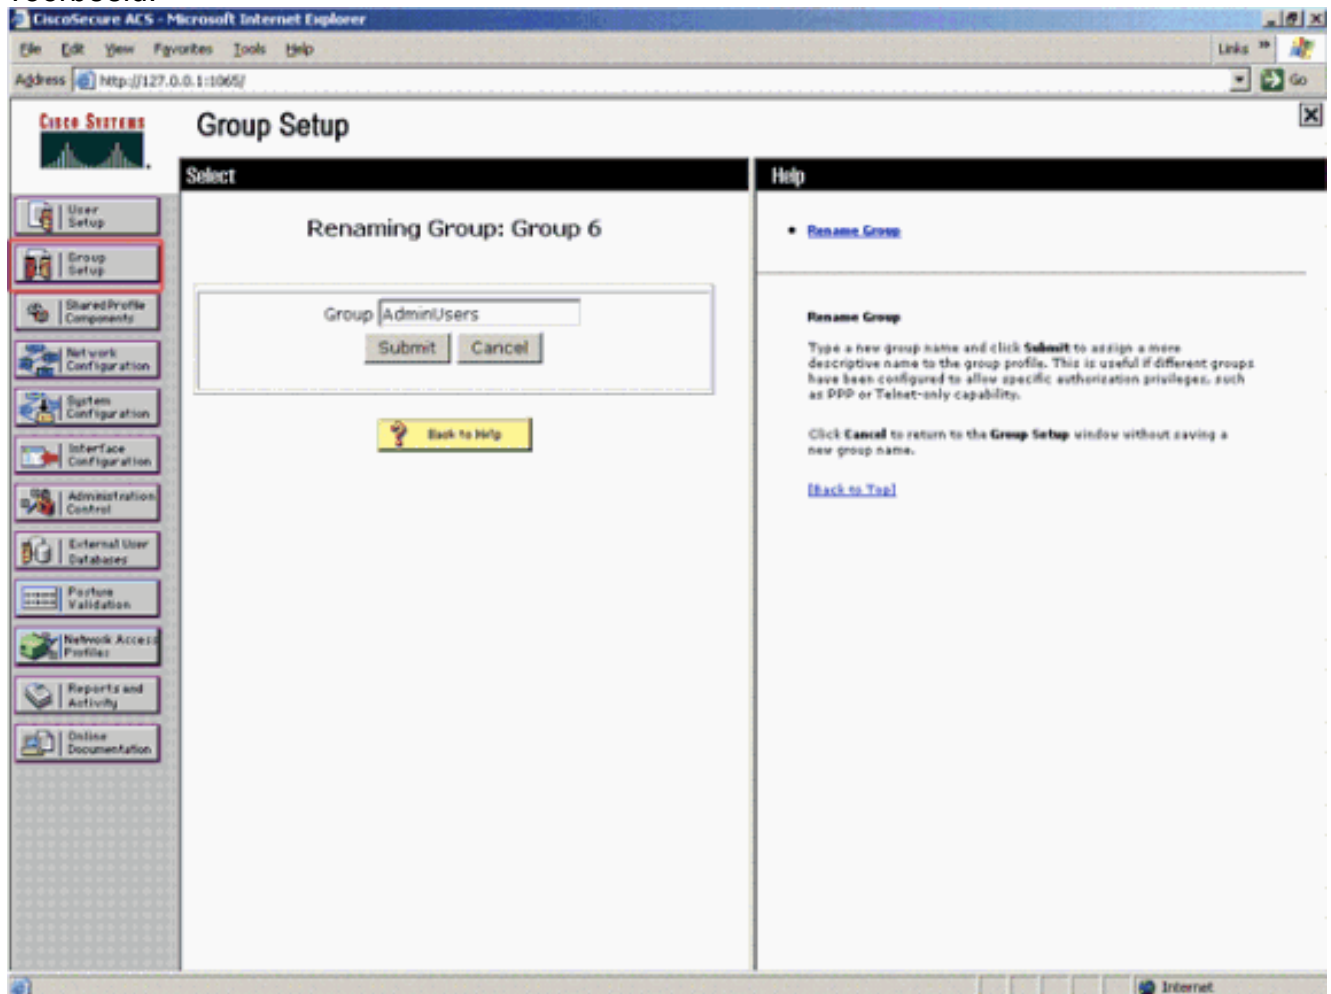 CiscoSecure ACS - Microsoft Internet Explorer
File Edit View Favorites Tools Help
Links »
Address http://127.0.0.1:1065/
Go
CISCO SYSTEMS
Group Setup
Select
Help
User Setup
Group Setup
Shared Profile Components
Network Configuration
System Configuration
Interface Configuration
Administration Control
External User Databases
Posture Validation
Network Access Profiles
Reports and Activity
Online Documentation
Renaming Group: Group 6
Group AdminUsers
Submit Cancel
Back to Help
• Rename Group
Rename Group
Type a new group name and click Submit to assign a more
descriptive name to the group profile. This is useful if different groups
have been configured to allow specific authorization privileges, such
as PPP or Telnet-only capability.
Click Cancel to return to the Group Setup window without saving a
new group name.
[Back to Top]
Internet